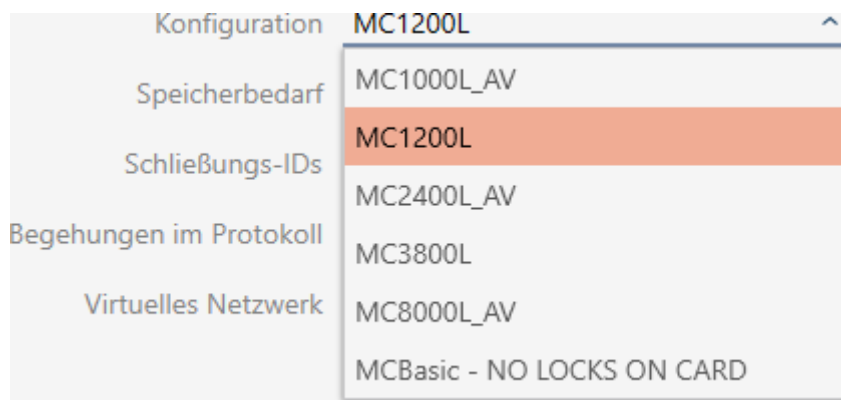 Konfiguration MC1200L
MC1000L_AV
Speicherbedarf
MC1200L
Schließungs-IDs
MC2400L_AV
Begehungen im Protokoll
MC3800L
Virtuelles Netzwerk
MC8000L_AV
MCBasic - NO LOCKS ON CARD